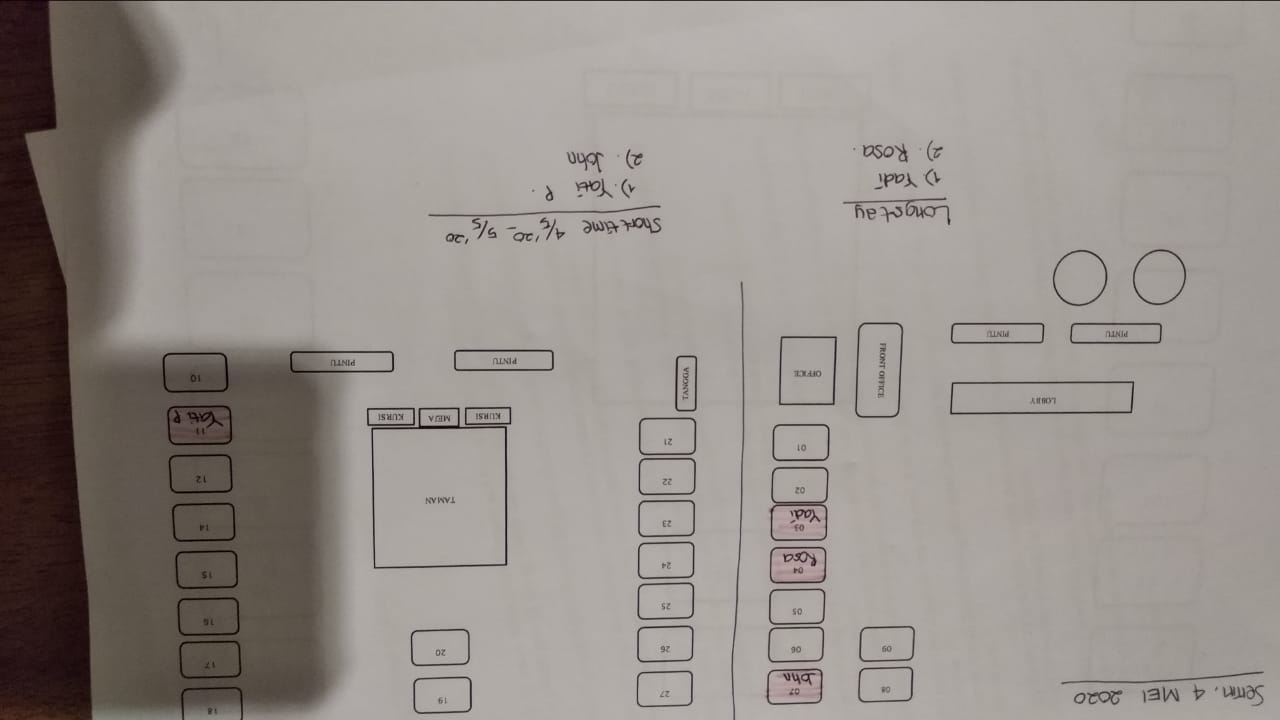 Senin, 4 MEI 2020
08
09
07
John
06
05
04
Rosa
03
Yadi
02
01
LOBBY
PINTU
PINTU
FRONT OFFICE
OFFICE
Longstay
1) Yadi
2). Rosa.
27
26
25
24
23
22
21
TANGGA
19
20
TAMAN
KURSI
MEJA
KURSI
PINTU
PINTU
18
17
16
15
14
12
11
Yati P
10
Short time 4/5 '20 - 5/5 '20
1). Yati P.
2). John